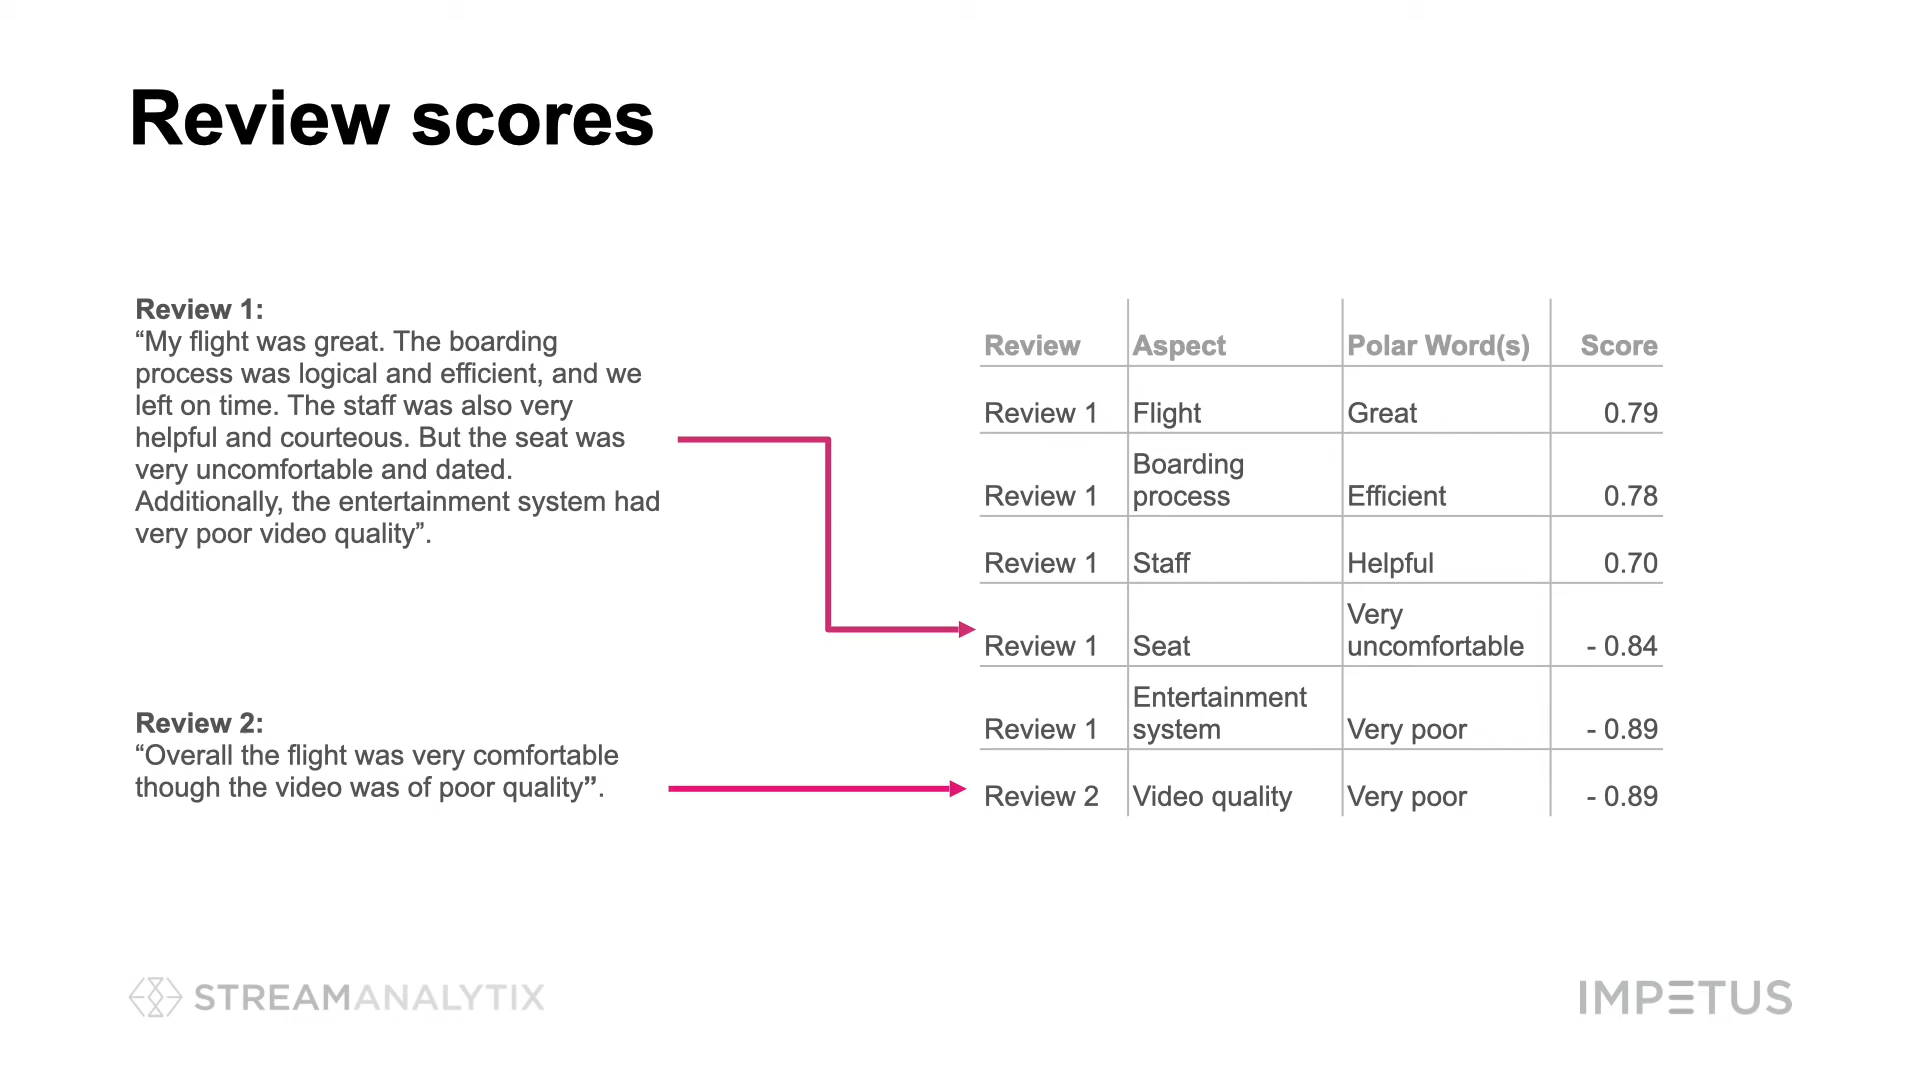 Review scores
Review 1:
“My flight was great. The boarding
process was logical and efficient, and we
left on time. The staff was also very
helpful and courteous. But the seat was
very uncomfortable and dated.
Additionally, the entertainment system had
very poor video quality”.
Review 2:
“Overall the flight was very comfortable
though the video was of poor quality”.
Review Aspect Polar Word(s) Score
Review 1 Flight Great 0.79
Boarding
Review 1 process Efficient 0.78
Review 1 Staff Helpful 0.70
Very
Review 1 Seat uncomfortable - 0.84
Entertainment
Review 1 system Very poor - 0.89
Review 2 Video quality Very poor - 0.89
STREAMANALYTIX
IMPETUS